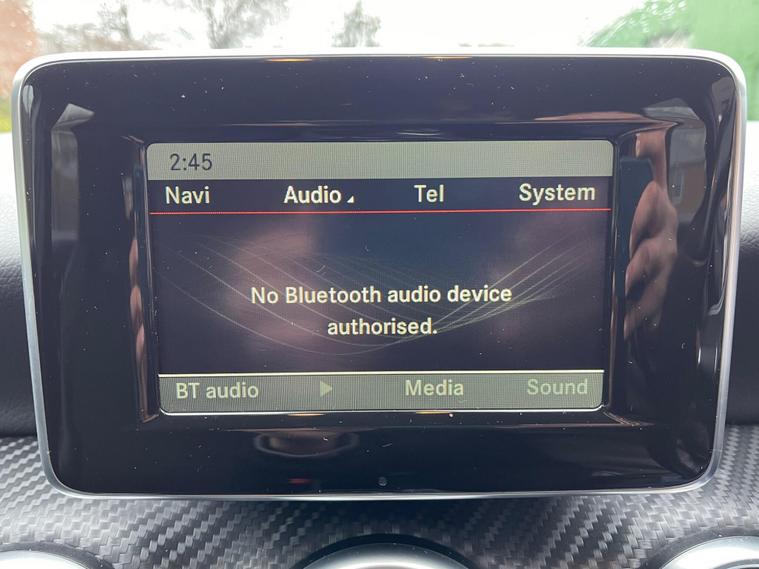 2:45
Navi Audio Tel System
No Bluetooth audio device
authorised.
BT audio Media Sound